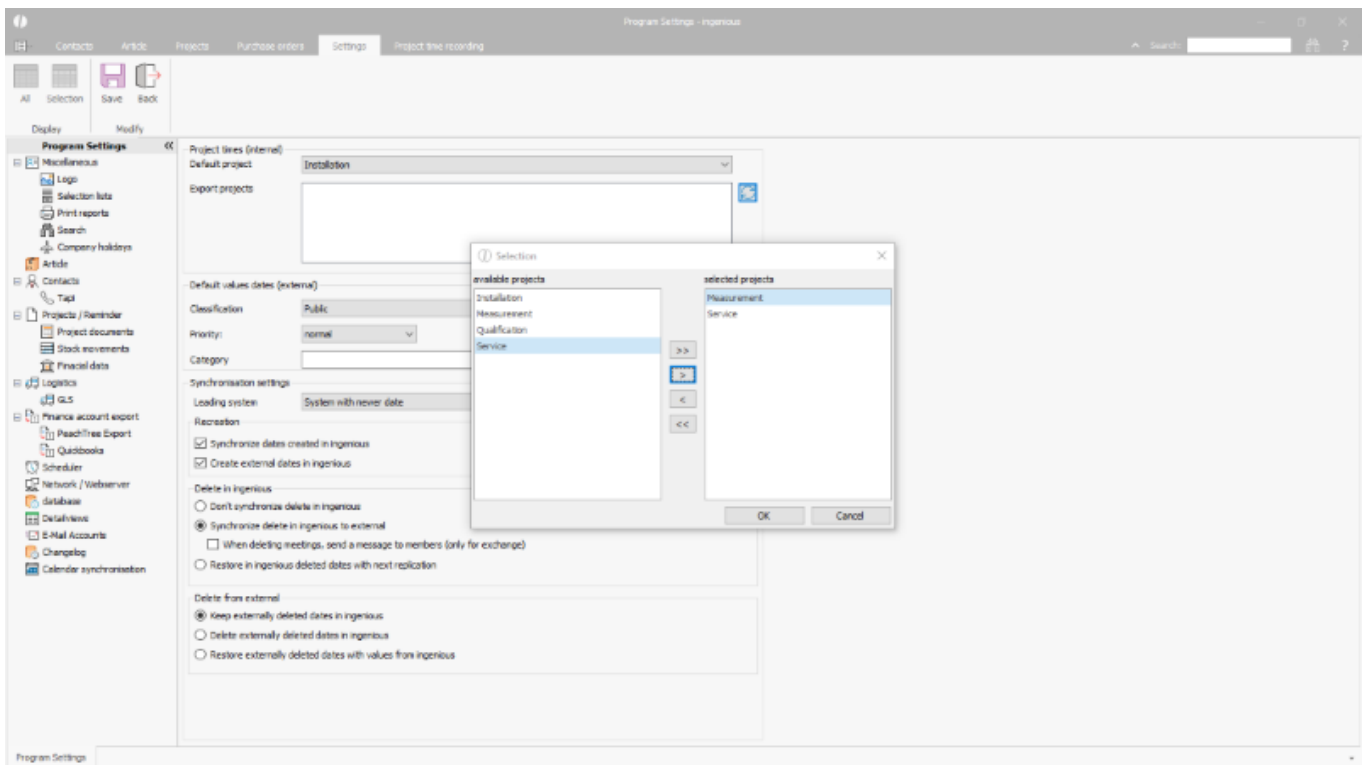 Program Settings - ingenious
Contacts Article Projects Purchase orders Settings Project time recording Search: ?
All Selection Save Back
Display Modify
Program Settings «
Miscellaneous
Logo
Selection lists
Print reports
Search
Company holidays
Article
Contacts
Tapi
Projects / Reminder
Project documents
Stock movements
Finaciel data
Logistics
GLS
Finance account export
PeachTree Export
Quickbooks
Scheduler
Network / Webserver
database
Detailviews
E-Mail Accounts
Changelog
Calendar synchronisation
Project times (internal)
Default project Installation
Export projects
Default values dates (external)
Classification Public
Priority: normal
Category
Synchronisation settings
Leading system System with newer date
Recreation
Synchronize dates created in ingenious
Create external dates in ingenious
Delete in ingenious
Don't synchronize delete in ingenious
Synchronize delete in ingenious to external
When deleting meetings, send a message to members (only for exchange)
Restore in ingenious deleted dates with next replication
Delete from external
Keep externally deleted dates in ingenious
Delete externally deleted dates in ingenious
Restore externally deleted dates with values from ingenious
Selection
available projects
Installation
Measurement
Qualification
Service
>>
>
<
<<
selected projects
Measurement
Service
OK Cancel
Program Settings